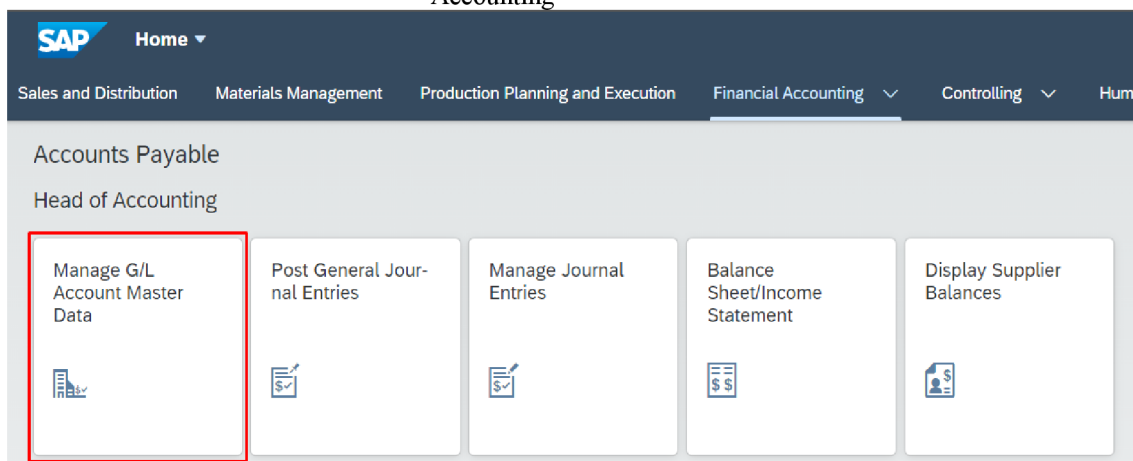 Accounting
SAP Home
Sales and Distribution Materials Management Production Planning and Execution Financial Accounting Controlling Hum
Accounts Payable
Head of Accounting
Manage G/L
Account Master
Data
Post General Jour-
nal Entries
Manage Journal
Entries
Balance
Sheet/Income
Statement
Display Supplier
Balances